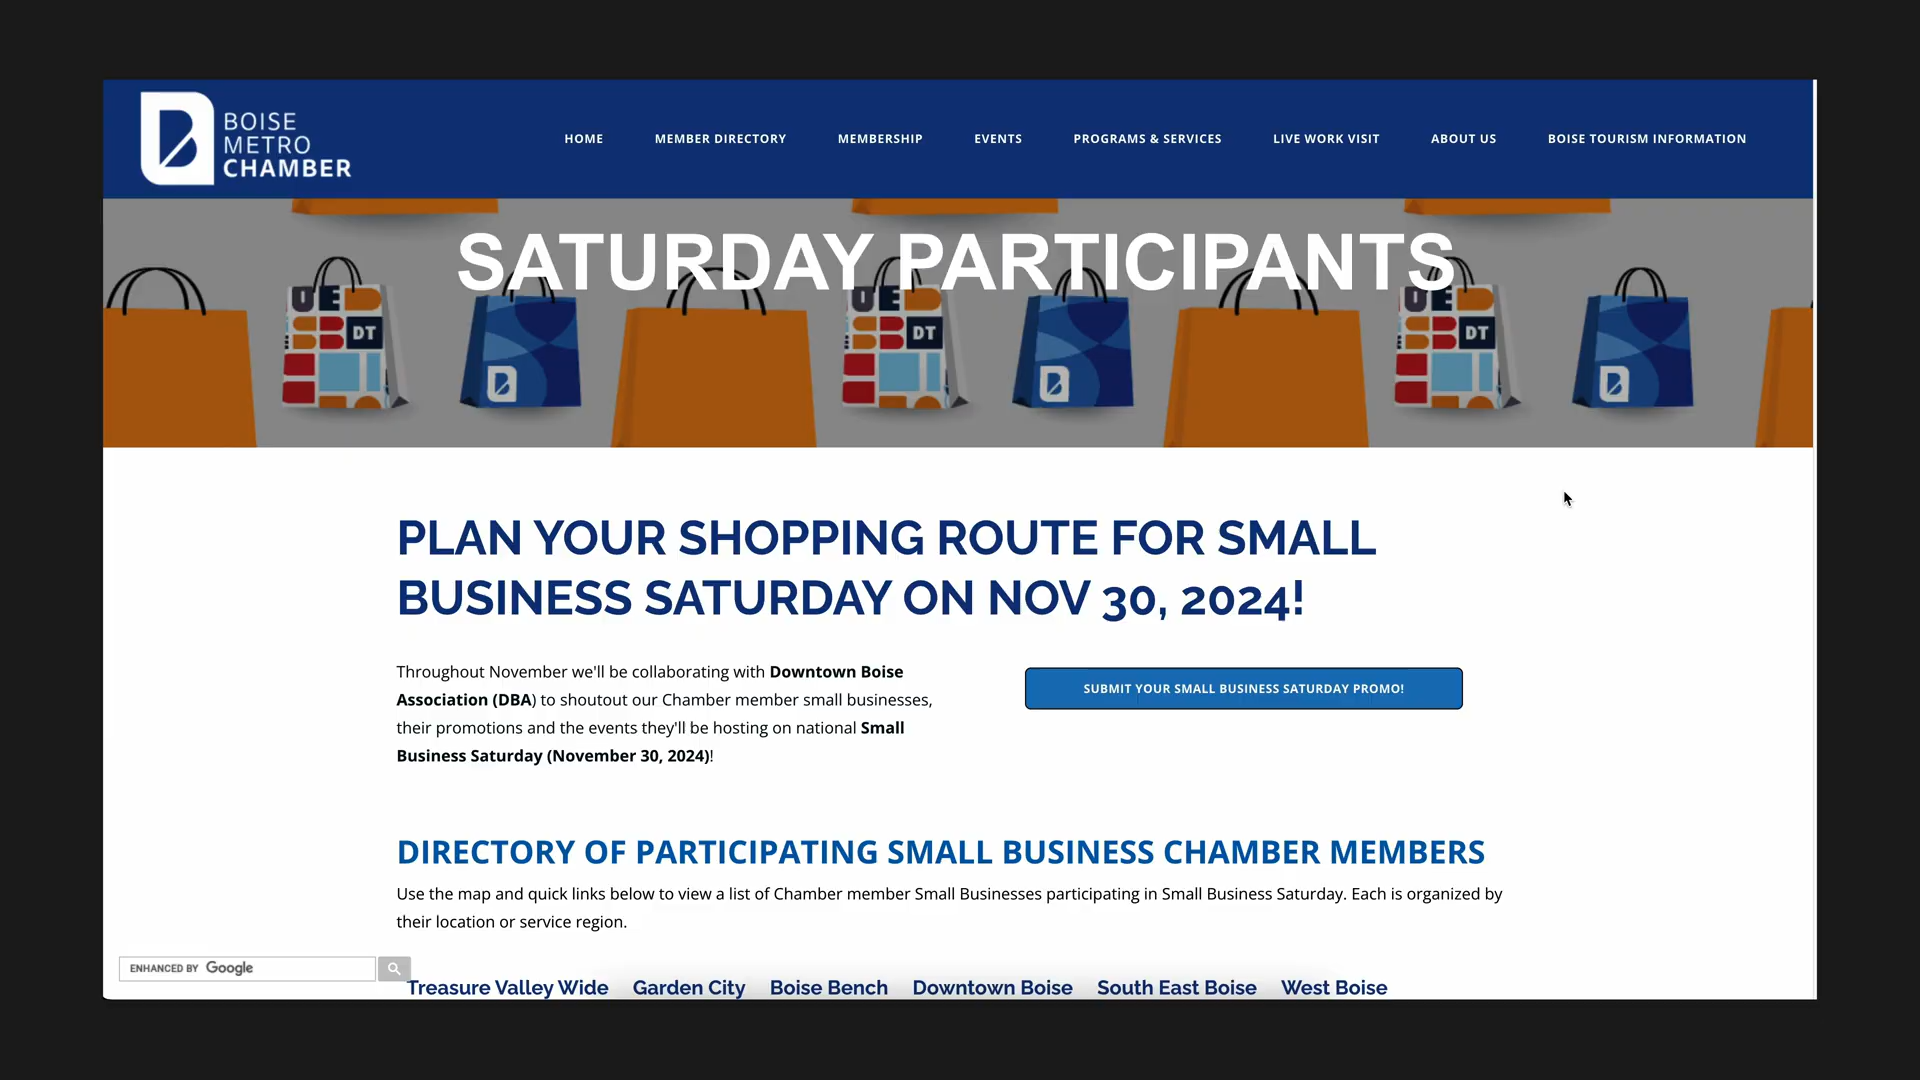 BOISE
METRO
CHAMBER
HOME MEMBER DIRECTORY MEMBERSHIP EVENTS PROGRAMS & SERVICES LIVE WORK VISIT ABOUT US BOISE TOURISM INFORMATION
SATURDAY PARTICIPANTS
DT
DT
DT
PLAN YOUR SHOPPING ROUTE FOR SMALL
BUSINESS SATURDAY ON NOV 30, 2024!
Throughout November we'll be collaborating with Downtown Boise
Association (DBA) to shoutout our Chamber member small businesses,
their promotions and the events they'll be hosting on national Small
Business Saturday (November 30, 2024)!
SUBMIT YOUR SMALL BUSINESS SATURDAY PROMO!
DIRECTORY OF PARTICIPATING SMALL BUSINESS CHAMBER MEMBERS
Use the map and quick links below to view a list of Chamber member Small Businesses participating in Small Business Saturday. Each is organized by
their location or service region.
ENHANCED BY Google
Treasure Valley Wide Garden City Boise Bench Downtown Boise South East Boise West Boise